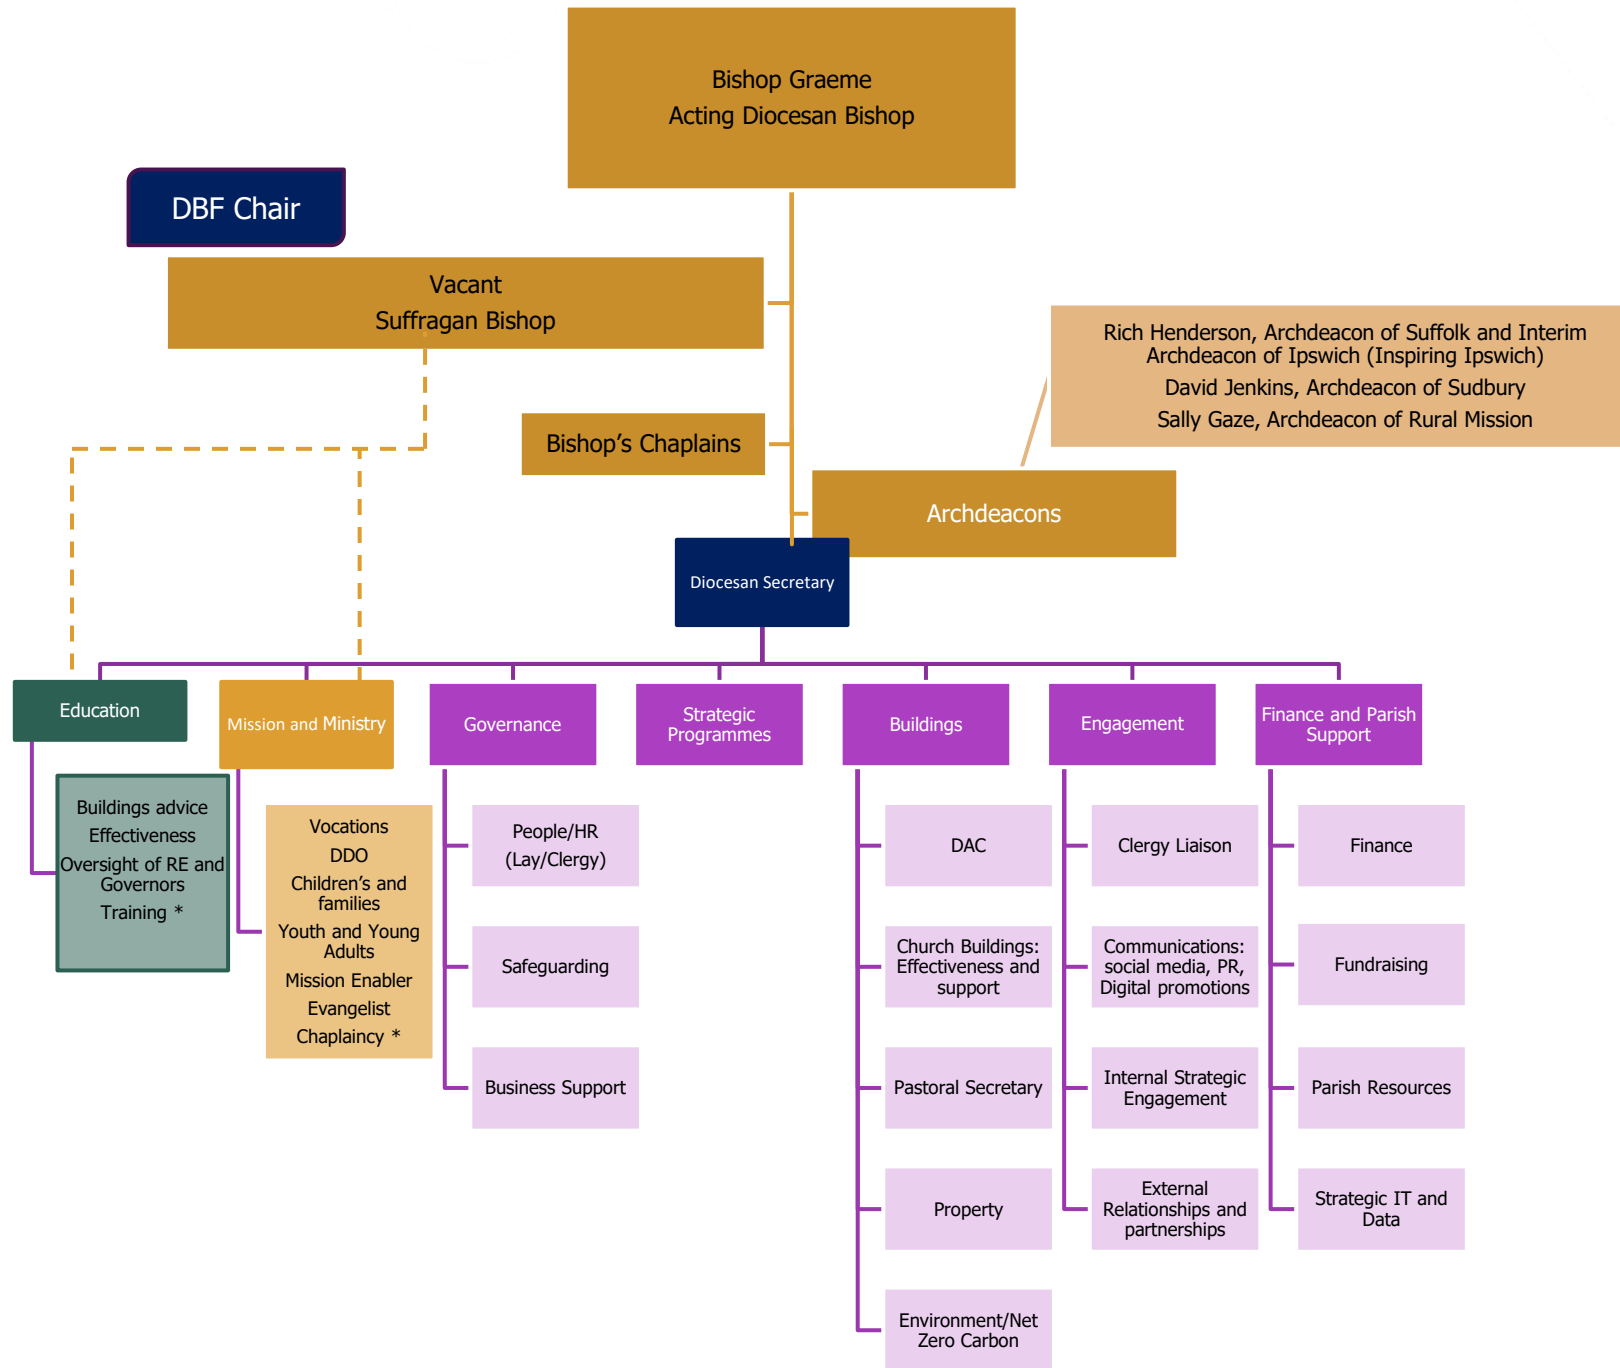 Bishop Graeme
Acting Diocesan Bishop
DBF Chair
Vacant
Suffragan Bishop
Rich Henderson, Archdeacon of Suffolk and Interim
Archdeacon of Ipswich (Inspiring Ipswich)
David Jenkins, Archdeacon of Sudbury
Sally Gaze, Archdeacon of Rural Mission
Bishop’s Chaplains
Archdeacons
Diocesan Secretary
Education
Buildings advice
Effectiveness
Oversight of RE and
Governors
Training *
Mission and Ministry
Vocations
DDO
Children’s and
families
Youth and Young
Adults
Mission Enabler
Evangelist
Chaplaincy *
Governance
People/HR
(Lay/Clergy)
Safeguarding
Business Support
Strategic
Programmes
Buildings
DAC
Church Buildings:
Effectiveness and
support
Pastoral Secretary
Property
Environment/Net
Zero Carbon
Engagement
Clergy Liaison
Communications:
social media, PR,
Digital promotions
Internal Strategic
Engagement
External
Relationships and
partnerships
Finance and Parish
Support
Finance
Fundraising
Parish Resources
Strategic IT and
Data